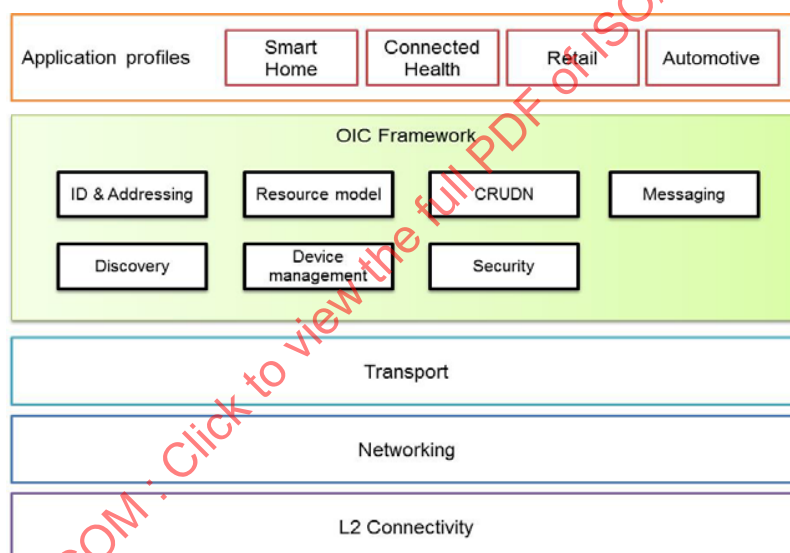 Application profiles
Smart
Home
Connected
Health
Retail
Automotive
OIC Framework
ID & Addressing
Resource model
CRUDN
Messaging
Discovery
Device
management
Security
Transport
Networking
L2 Connectivity
OM : Click to view the full PDF of ISO